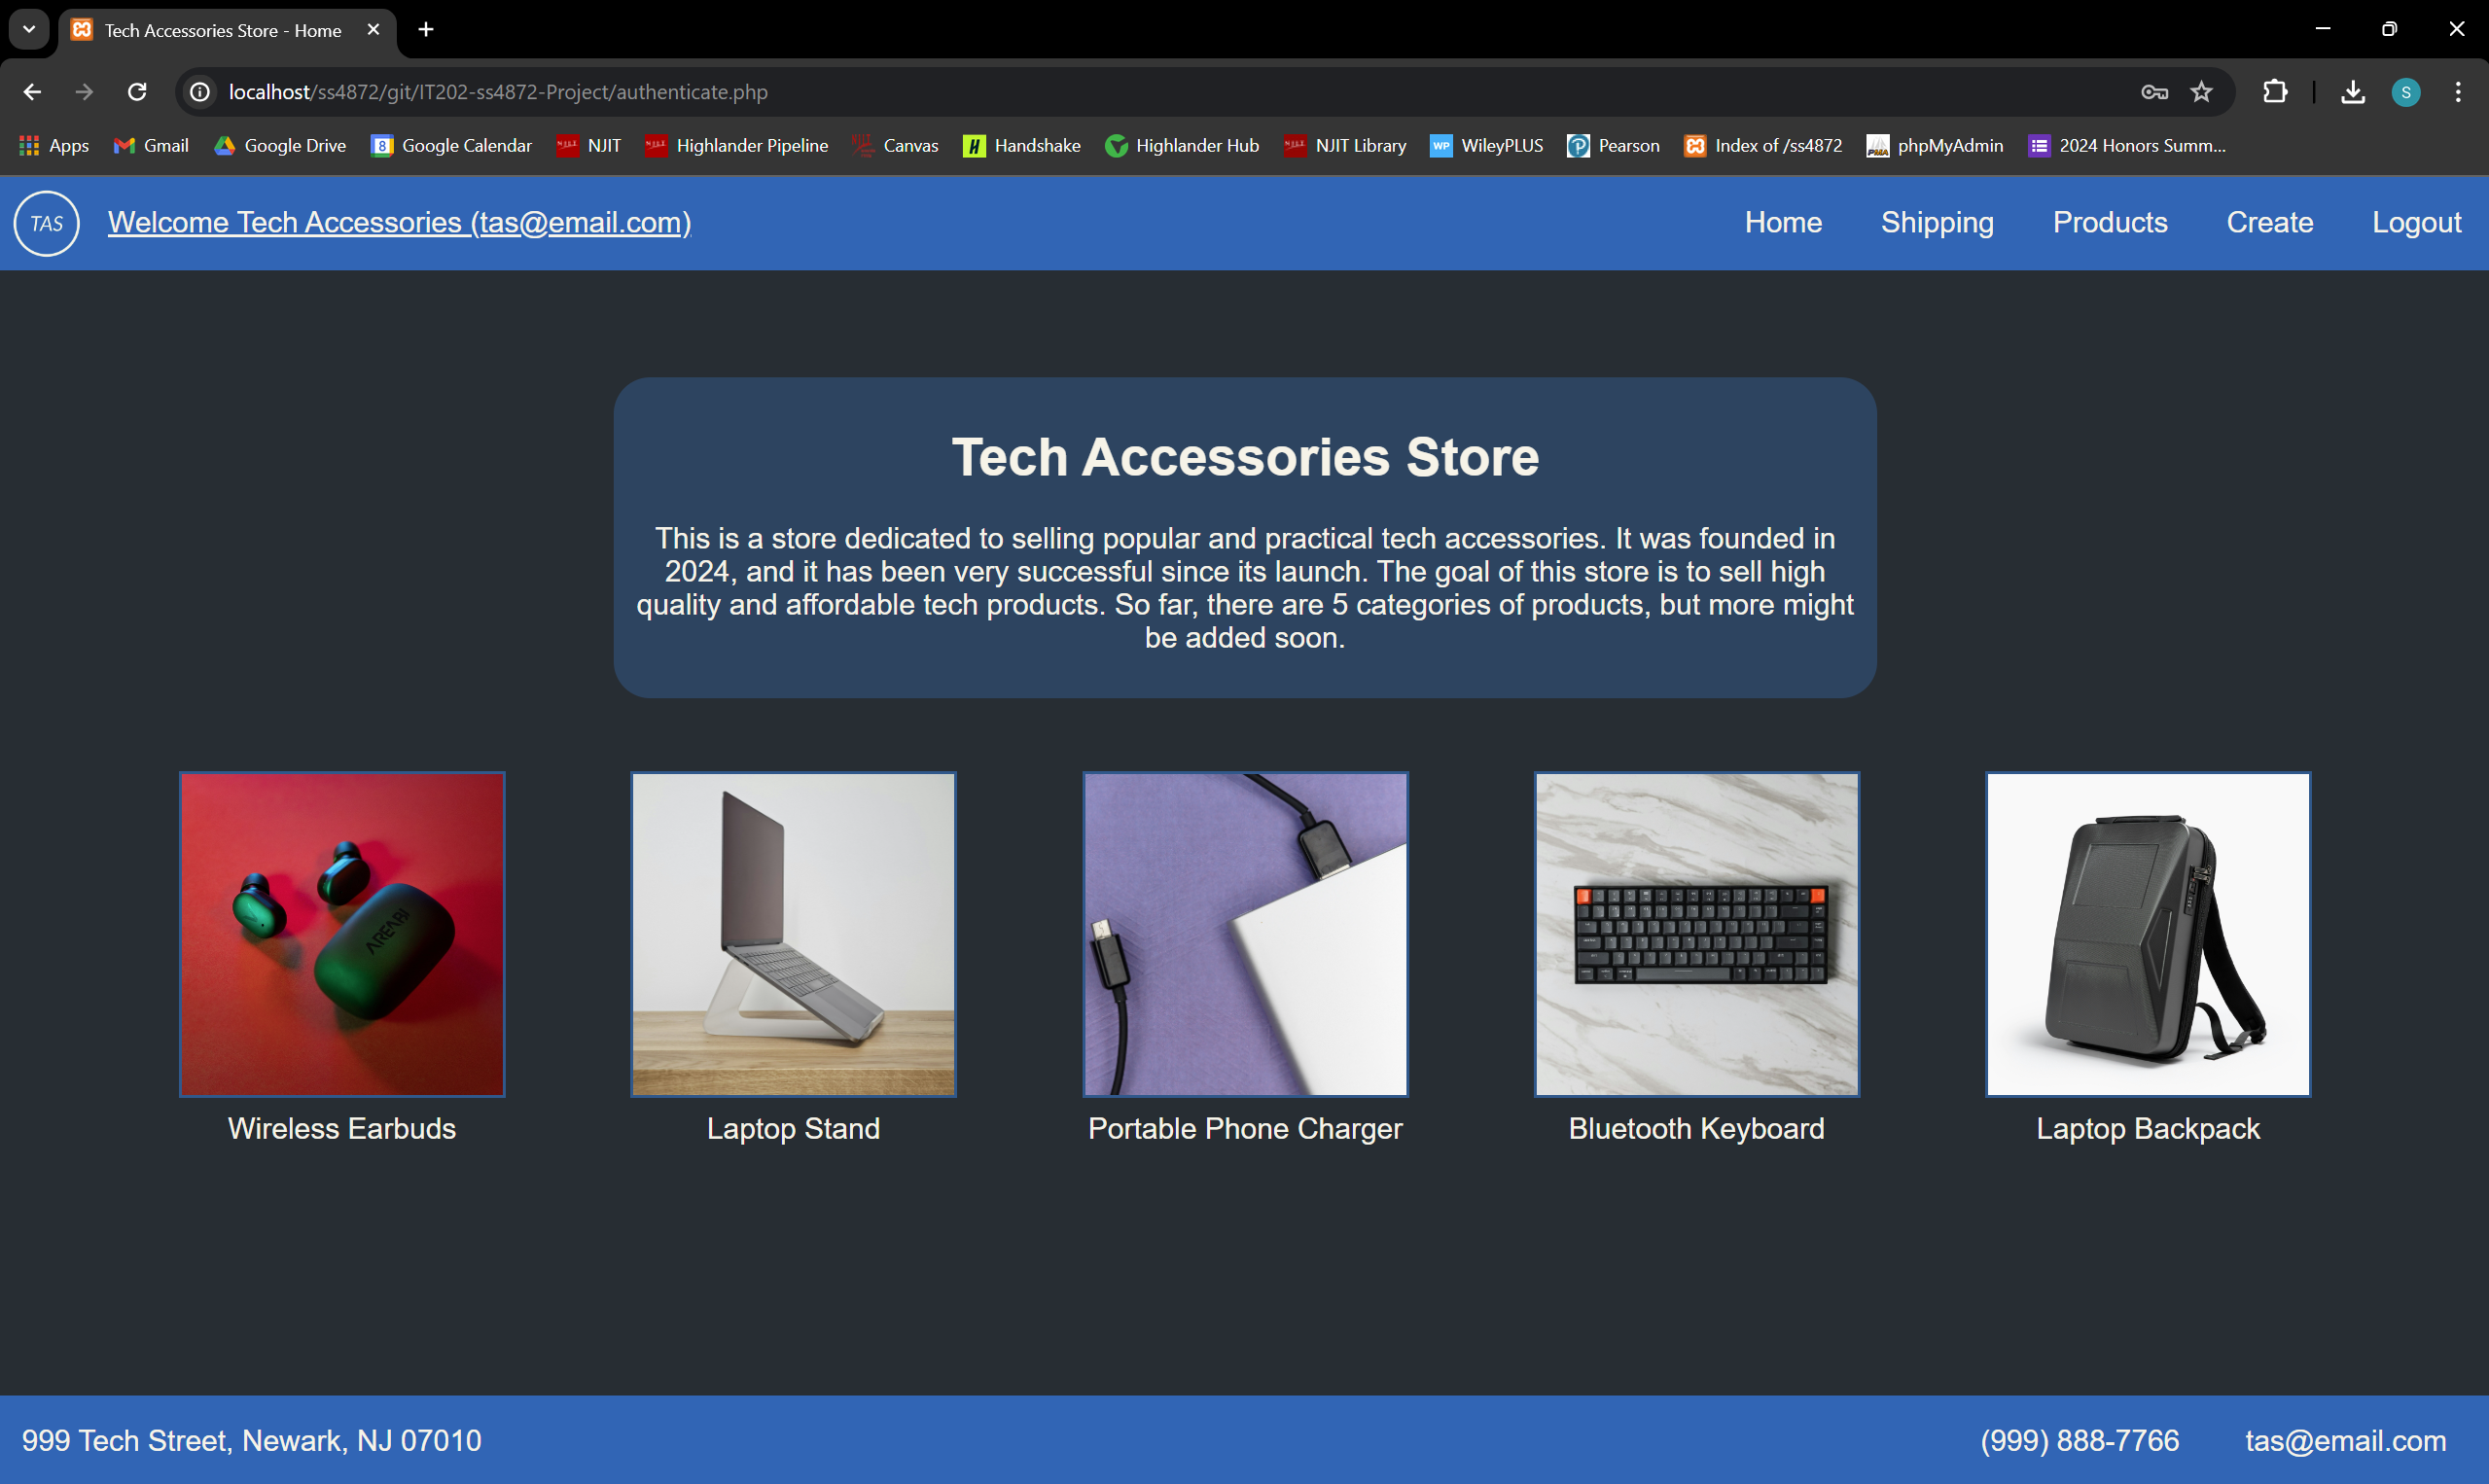 Tech Accessories Store - Home
localhost/ss4872/git/IT202-ss4872-Project/authenticate.php
S
Apps Gmail Google Drive 8 Google Calendar NJIT NJIT NJIT Highlander Pipeline Canvas H Handshake Highlander Hub NJIT NJIT Library WP WileyPLUS P Pearson Index of /ss4872 PMA phpMyAdmin 2024 Honors Summ...
TAS Welcome Tech Accessories (tas@email.com) Home Shipping Products Create Logout
Tech Accessories Store
This is a store dedicated to selling popular and practical tech accessories. It was founded in
2024, and it has been very successful since its launch. The goal of this store is to sell high
quality and affordable tech products. So far, there are 5 categories of products, but more might
be added soon.
Wireless Earbuds
Laptop Stand
Portable Phone Charger
Bluetooth Keyboard
Laptop Backpack
999 Tech Street, Newark, NJ 07010 (999) 888-7766 tas@email.com